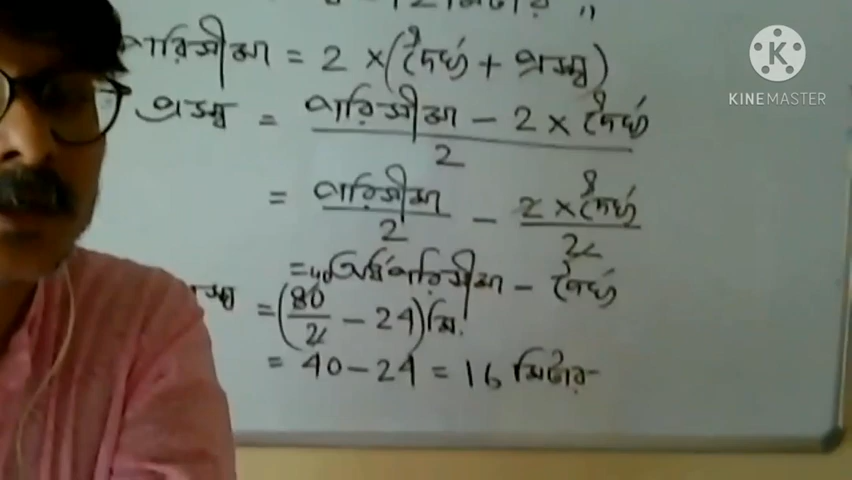 KINEMASTER
পরিসীমা = 2 × (দৈর্ঘ্য + প্রস্থ)
প্রস্থ = পরিসীমা - 2 × দৈর্ঘ্য
2
= পরিসীমা/2 - 2 × দৈর্ঘ্য/2
= অর্ধপরিসীমা - দৈর্ঘ্য
= (80/2 - 24) মি.
= 40 - 24 = 16 মিটার